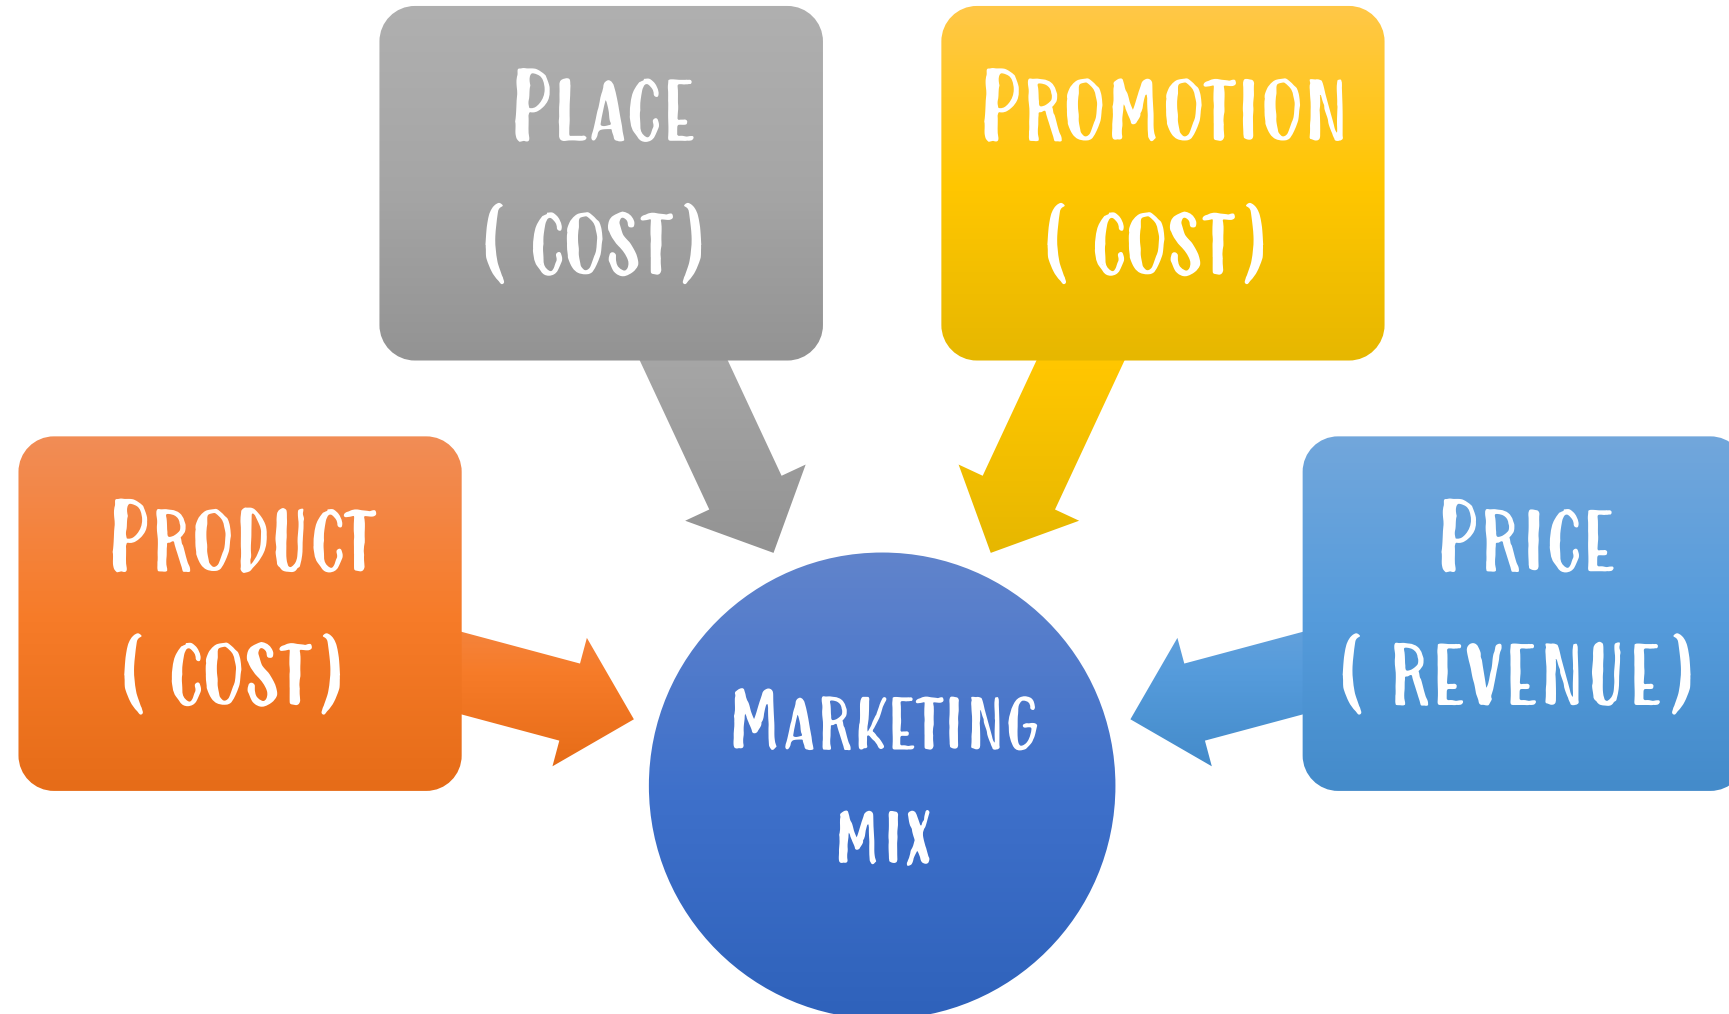 Place
( cost)
Promotion
( cost)
Product
( cost)
Price
( revenue)
Marketing
mix